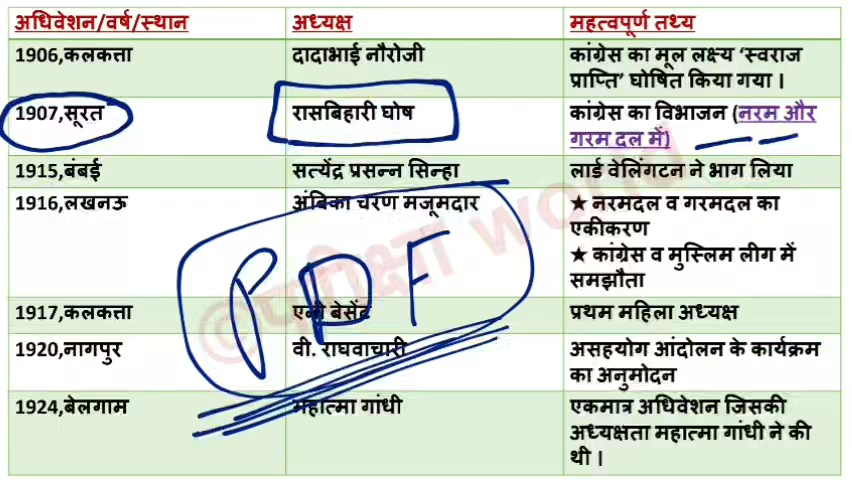 अधिवेशन/वर्ष/स्थान अध्यक्ष महत्वपूर्ण तथ्य
1906,कलकत्ता दादाभाई नौरोजी कांग्रेस का मूल लक्ष्य ‘स्वराज
प्राप्ति’ घोषित किया गया ।
1907,सूरत रासबिहारी घोष कांग्रेस का विभाजन (नरम और
गरम दल में)
1915,बंबई सत्येंद्र प्रसन्न सिन्हा लार्ड वेलिंगटन ने भाग लिया
1916,लखनऊ अंबिका चरण मजूमदार ★ नरमदल व गरमदल का
एकीकरण
★ कांग्रेस व मुस्लिम लीग में
समझौता
PDF
1917,कलकत्ता एनी बेसेंट प्रथम महिला अध्यक्ष
1920,नागपुर वी. राघवाचारी असहयोग आंदोलन के कार्यक्रम
का अनुमोदन
1924,बेलगाम महात्मा गांधी एकमात्र अधिवेशन जिसकी
अध्यक्षता महात्मा गांधी ने की
थी ।